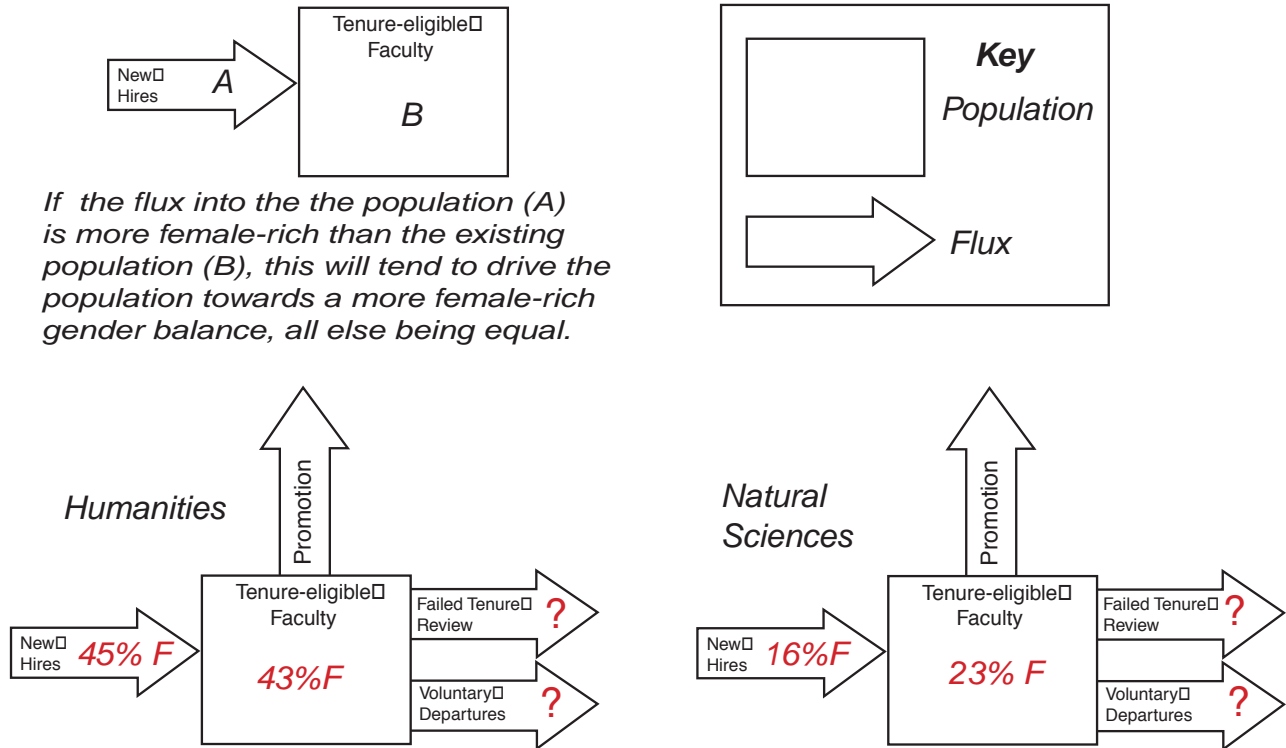 Tenure-eligible□
Faculty
New□
Hires
A
B
Key
Population
Flux
If the flux into the the population (A)
is more female-rich than the existing
population (B), this will tend to drive the
population towards a more female-rich
gender balance, all else being equal.
Humanities
Promotion
Tenure-eligible□
Faculty
New□
Hires
45% F
43%F
Failed Tenure□
Review
?
Voluntary□
Departures
?
Natural
Sciences
Promotion
Tenure-eligible□
Faculty
New□
Hires
16%F
23% F
Failed Tenure□
Review
?
Voluntary□
Departures
?